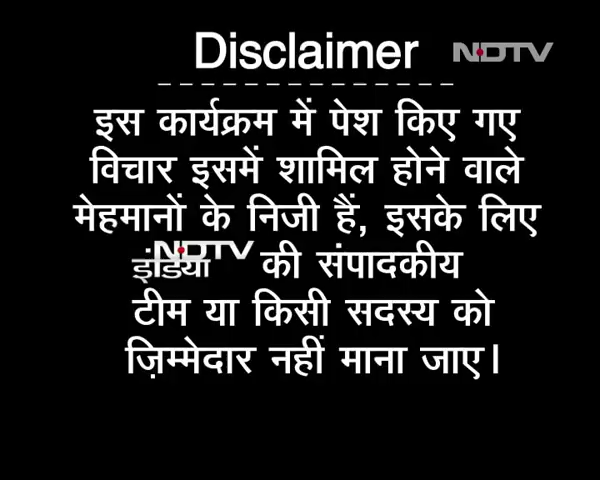 Disclaimer
NDTV
इस कार्यक्रम में पेश किए गए
विचार इसमें शामिल होने वाले
मेहमानों के निजी हैं, इसके लिए
NDTV इंडिया की संपादकीय
टीम या किसी सदस्य को
ज़िम्मेदार नहीं माना जाए।